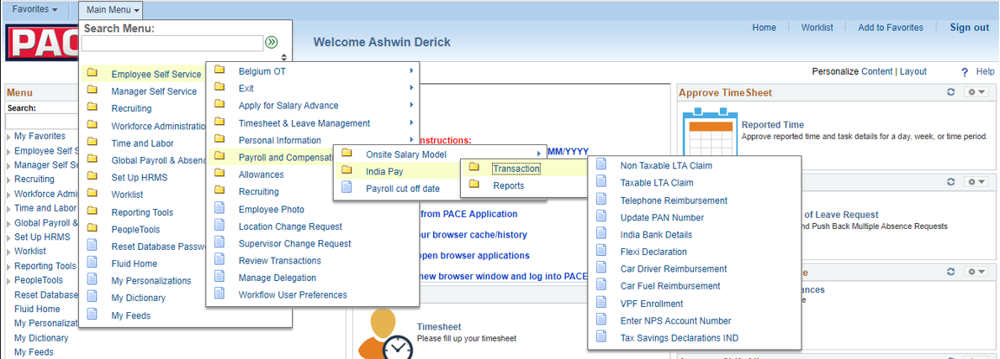 Favorites
Main Menu
Home
Worklist
Add to Favorites
Sign out
PAC
Search Menu:
Welcome Ashwin Derick
Personalize Content | Layout
Help
Menu
Search:
My Favorites
Employee Self
Manager Self Se
Recruiting
Workforce Admi
Time and Labor
Global Payroll &
Set Up HRMS
Worklist
Reporting Tools
PeopleTools
Reset Database
Fluid Home
My Personalizat
My Dictionary
My Feeds
Employee Self Service
Manager Self Service
Recruiting
Workforce Administratio
Time and Labor
Global Payroll & Absenc
Set Up HRMS
Worklist
Reporting Tools
PeopleTools
Reset Database Passw
Fluid Home
My Personalizations
My Dictionary
My Feeds
Belgium OT
Exit
Apply for Salary Advance
Timesheet & Leave Management
Personal Information
Payroll and Compensati
Allowances
Recruiting
Employee Photo
Location Change Request
Supervisor Change Request
Review Transactions
Manage Delegation
Workflow User Preferences
Onsite Salary Model
India Pay
Payroll cut off date
Transaction
Reports
Non Taxable LTA Claim
Taxable LTA Claim
Telephone Reimbursement
Update PAN Number
India Bank Details
Flexi Declaration
Car Driver Reimbursement
Car Fuel Reimbursement
VPF Enrollment
Enter NPS Account Number
Tax Savings Declarations IND
nstructions:
MM/YYYY
from PACE Application
ur browser cache/history
open browser applications
new browser window and log into PACE
Timesheet
Please fill up your timesheet
Approve TimeSheet
Reported Time
Approve reported time and task details for a day, week, or time period.
of Leave Request
nd Push Back Multiple Absence Requests
ce
ances
e